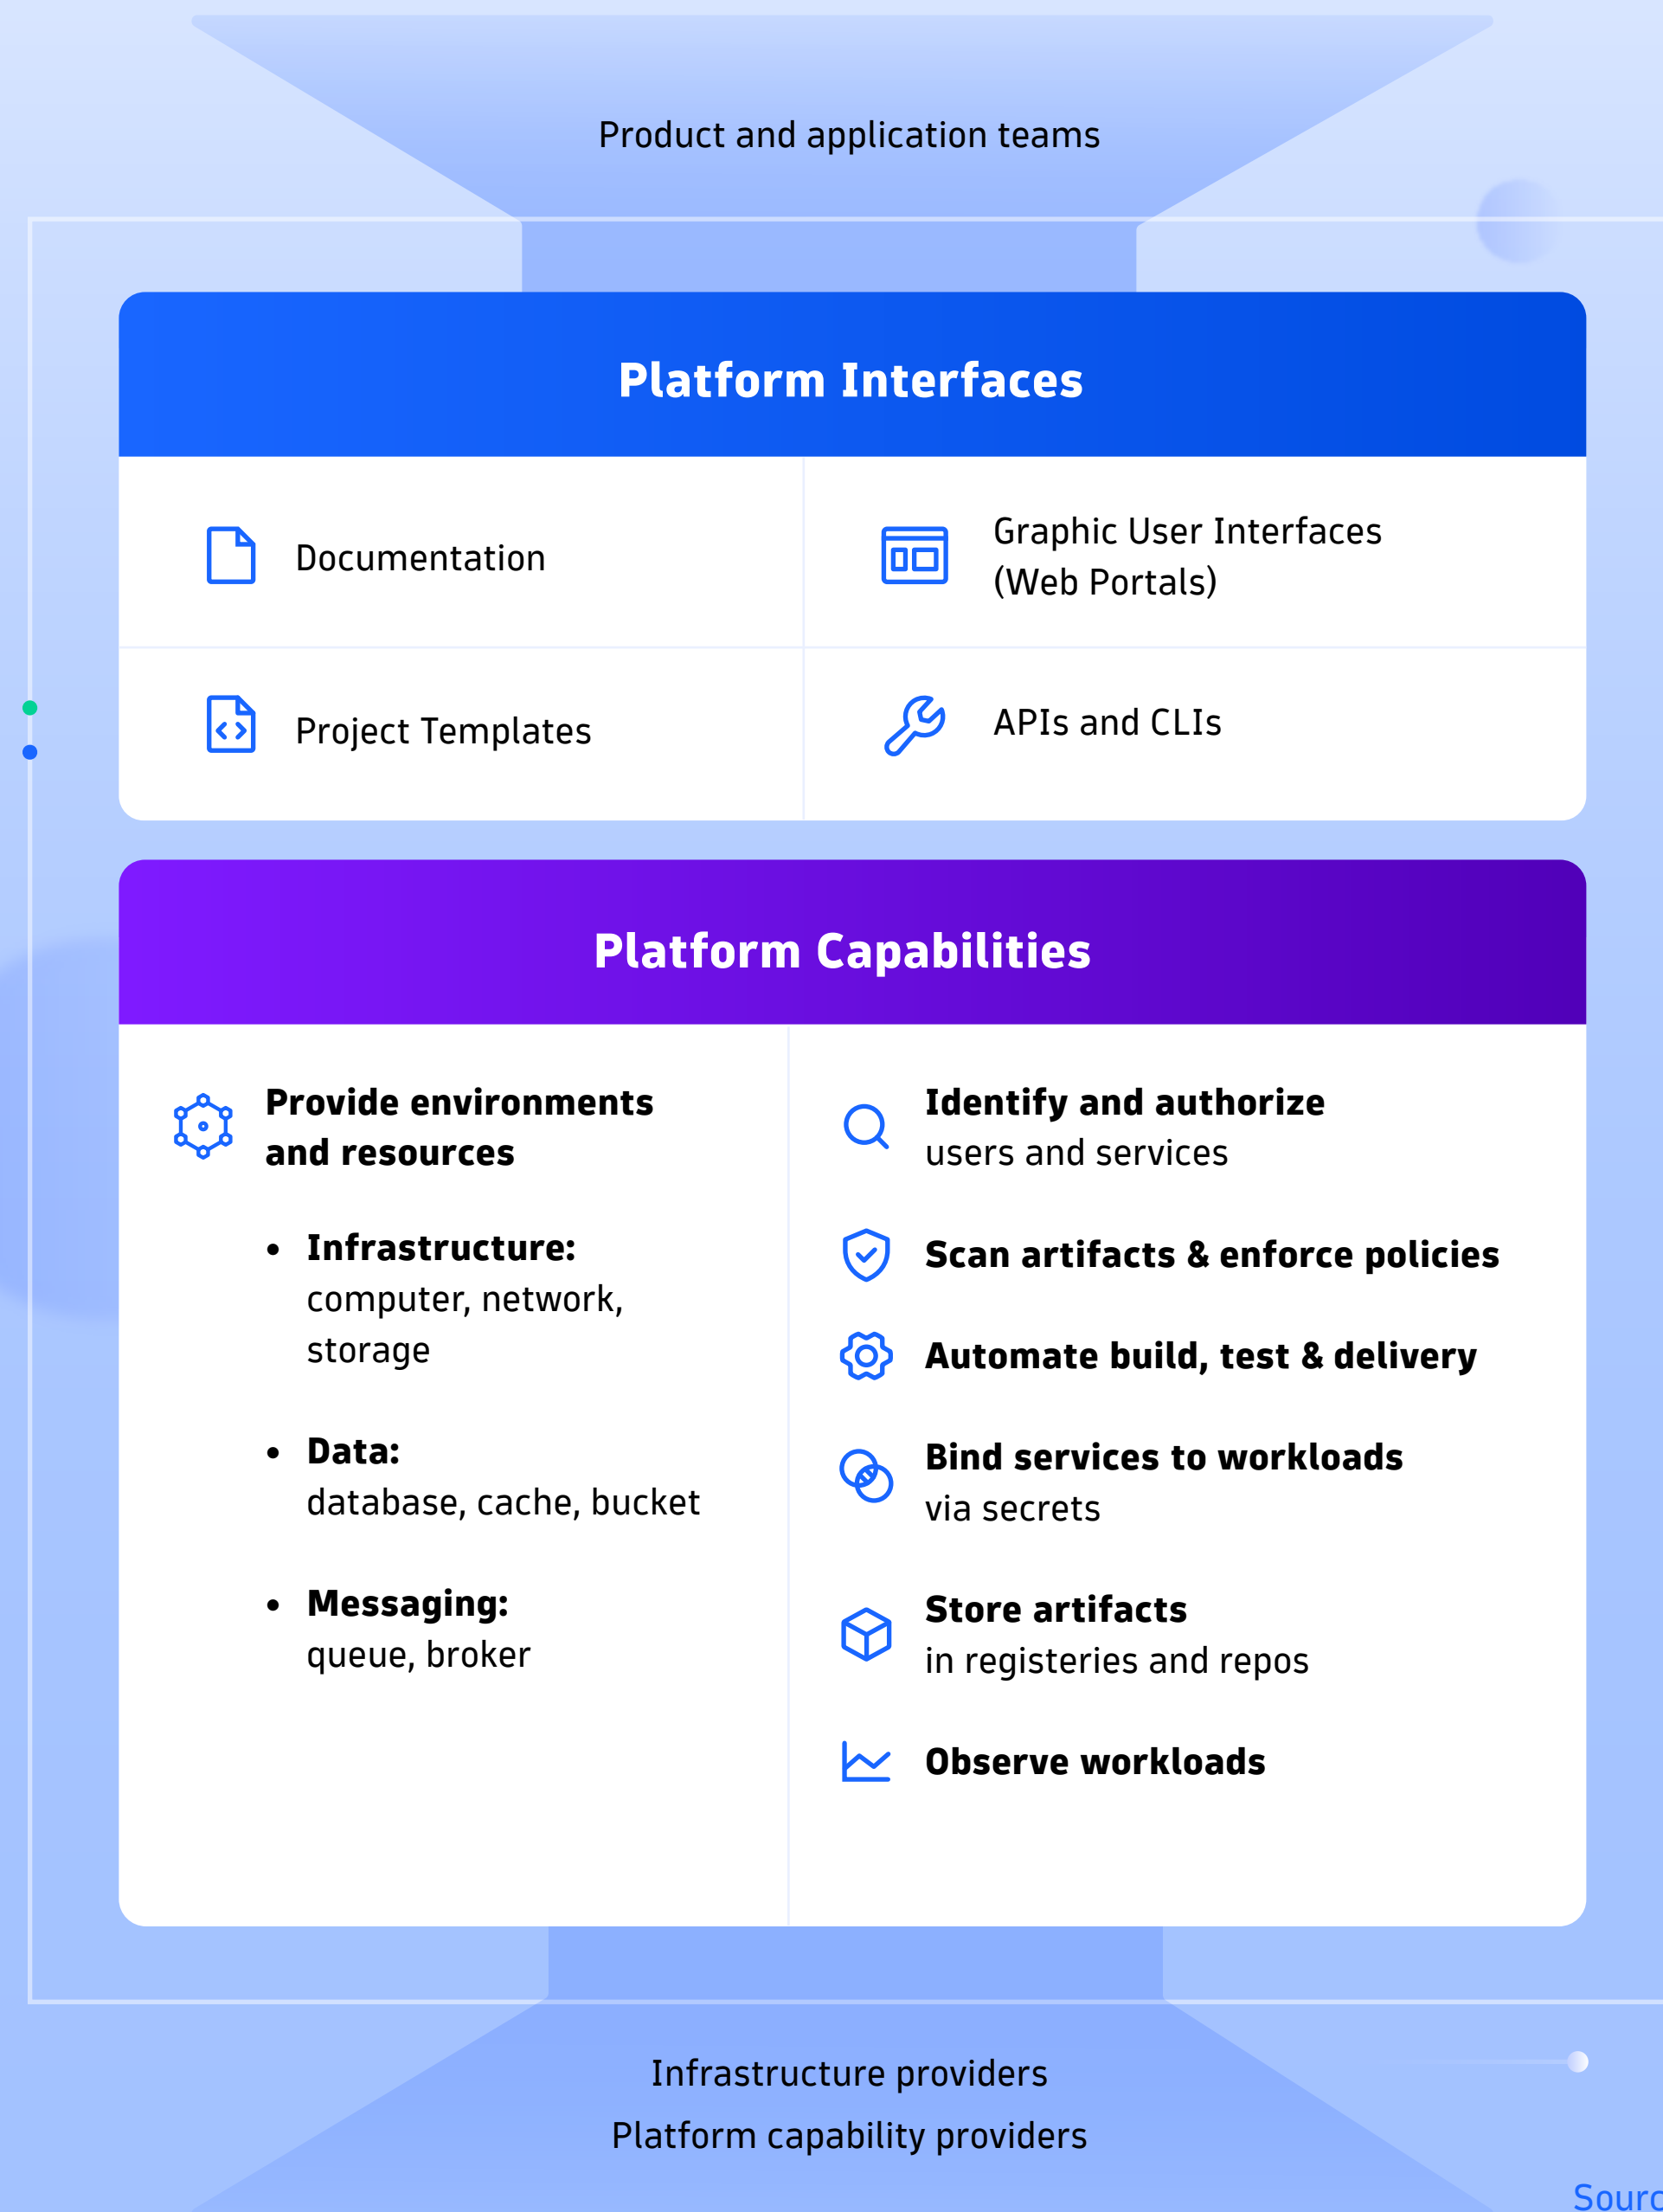 Product and application teams
Platform Interfaces
Documentation
Graphic User Interfaces
(Web Portals)
Project Templates
APIs and CLIs
Platform Capabilities
Provide environments
and resources
• Infrastructure:
computer, network,
storage
• Data:
database, cache, bucket
• Messaging:
queue, broker
Identify and authorize
users and services
Scan artifacts & enforce policies
Automate build, test & delivery
Bind services to workloads
via secrets
Store artifacts
in registeries and repos
Observe workloads
Infrastructure providers
Platform capability providers